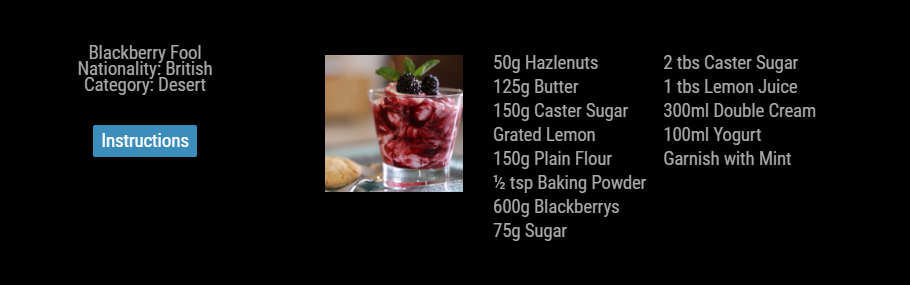 Blackberry Fool
Nationality: British
Category: Desert
Instructions
50g Hazlenuts
125g Butter
150g Caster Sugar
Grated Lemon
150g Plain Flour
½ tsp Baking Powder
600g Blackberrys
75g Sugar
2 tbs Caster Sugar
1 tbs Lemon Juice
300ml Double Cream
100ml Yogurt
Garnish with Mint